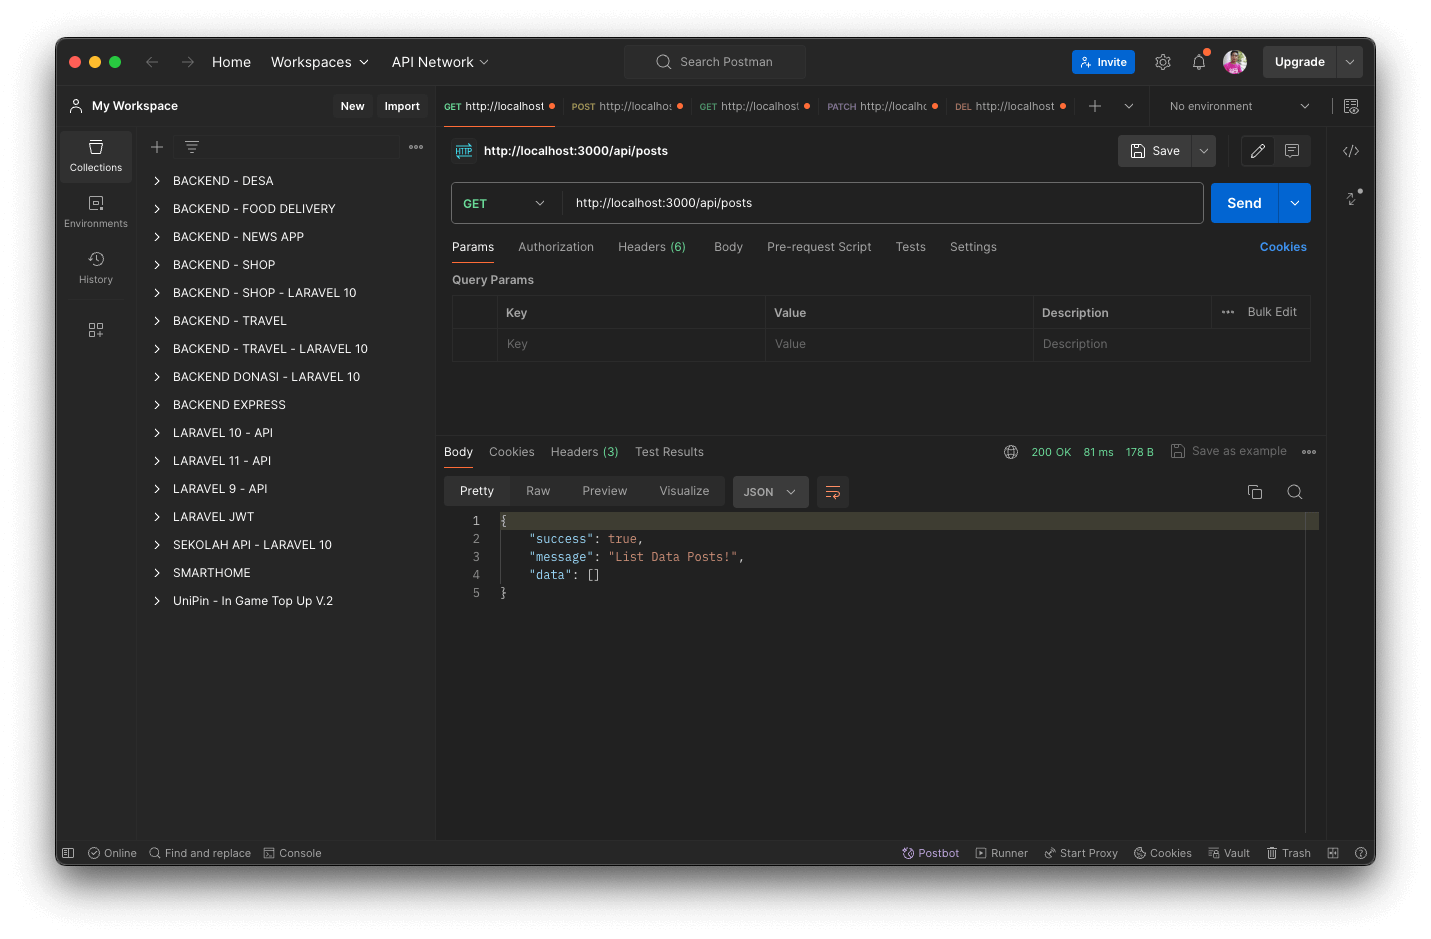 Home Workspaces API Network Search Postman Invite Upgrade
My Workspace New Import GET http://localhost POST http://localhos GET http://localhost PATCH http://localhc DEL http://localhost No environment
Collections
Environments
History
BACKEND - DESA
BACKEND - FOOD DELIVERY
BACKEND - NEWS APP
BACKEND - SHOP
BACKEND - SHOP - LARAVEL 10
BACKEND - TRAVEL
BACKEND - TRAVEL - LARAVEL 10
BACKEND DONASI - LARAVEL 10
BACKEND EXPRESS
LARAVEL 10 - API
LARAVEL 11 - API
LARAVEL 9 - API
LARAVEL JWT
SEKOLAH API - LARAVEL 10
SMARTHOME
UniPin - In Game Top Up V.2
HTTP http://localhost:3000/api/posts Save
GET http://localhost:3000/api/posts Send
Params Authorization Headers (6) Body Pre-request Script Tests Settings Cookies
Query Params
Key Value Description Bulk Edit
Key Value Description
Body Cookies Headers (3) Test Results 200 OK 81 ms 178 B Save as example
Pretty Raw Preview Visualize JSON
1 {
2 "success": true,
3 "message": "List Data Posts!",
4 "data": []
5 }
Online Find and replace Console Postbot Runner Start Proxy Cookies Vault Trash